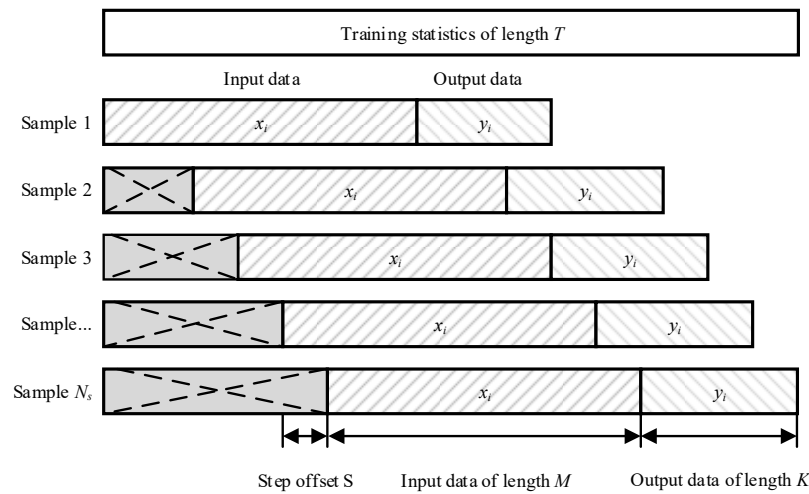 Training statistics of length T
Input data Output data
Sample 1 xi yi
Sample 2 xi yi
Sample 3 xi yi
Sample... xi yi
Sample Ns xi yi
Step offset S Input data of length M Output data of length K